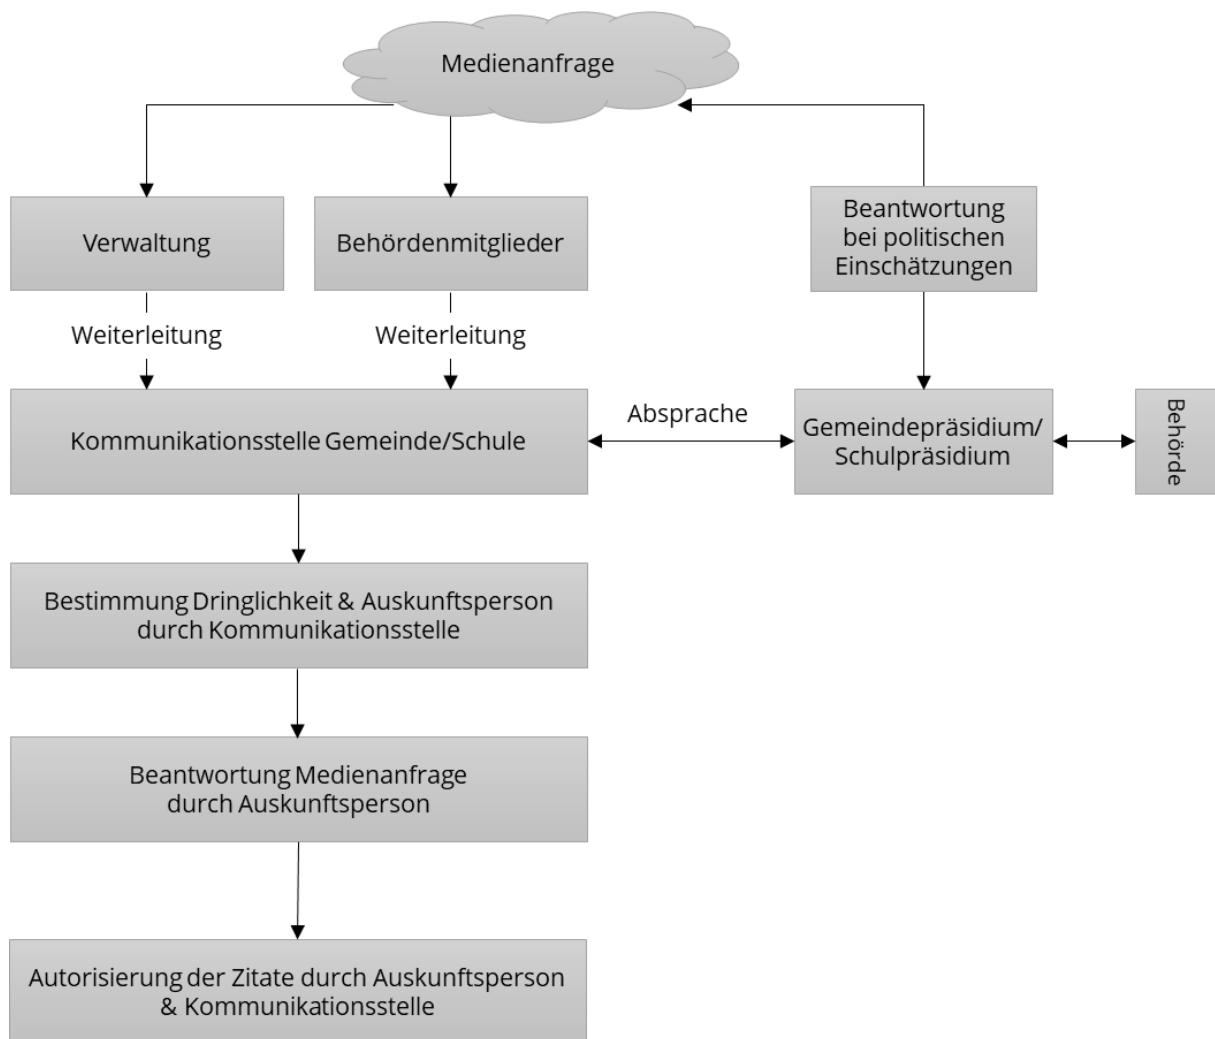 Medienanfrage
Verwaltung
Behördenmitglieder
Beantwortung
bei politischen
Einschätzungen
Weiterleitung
Weiterleitung
Kommunikationsstelle Gemeinde/Schule
Absprache
Gemeindepräsidium/
Schulpräsidium
Behörde
Bestimmung Dringlichkeit & Auskunftsperson
durch Kommunikationsstelle
Beantwortung Medienanfrage
durch Auskunftsperson
Autorisierung der Zitate durch Auskunftsperson
& Kommunikationsstelle